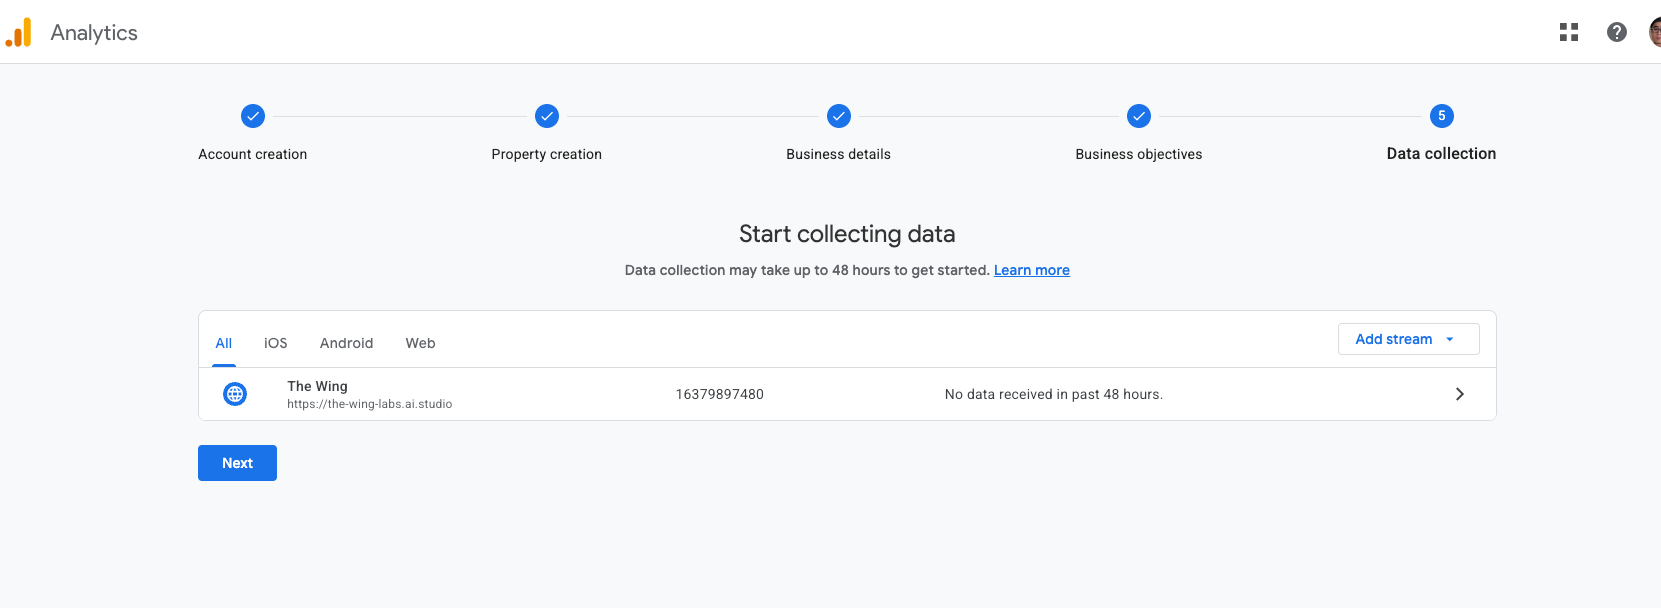 Analytics
5
Account creation
Property creation
Business details
Business objectives
Data collection
Start collecting data
Data collection may take up to 48 hours to get started. Learn more
All iOS Android Web Add stream
The Wing
https://the-wing-labs.ai.studio
16379897480
No data received in past 48 hours.
Next